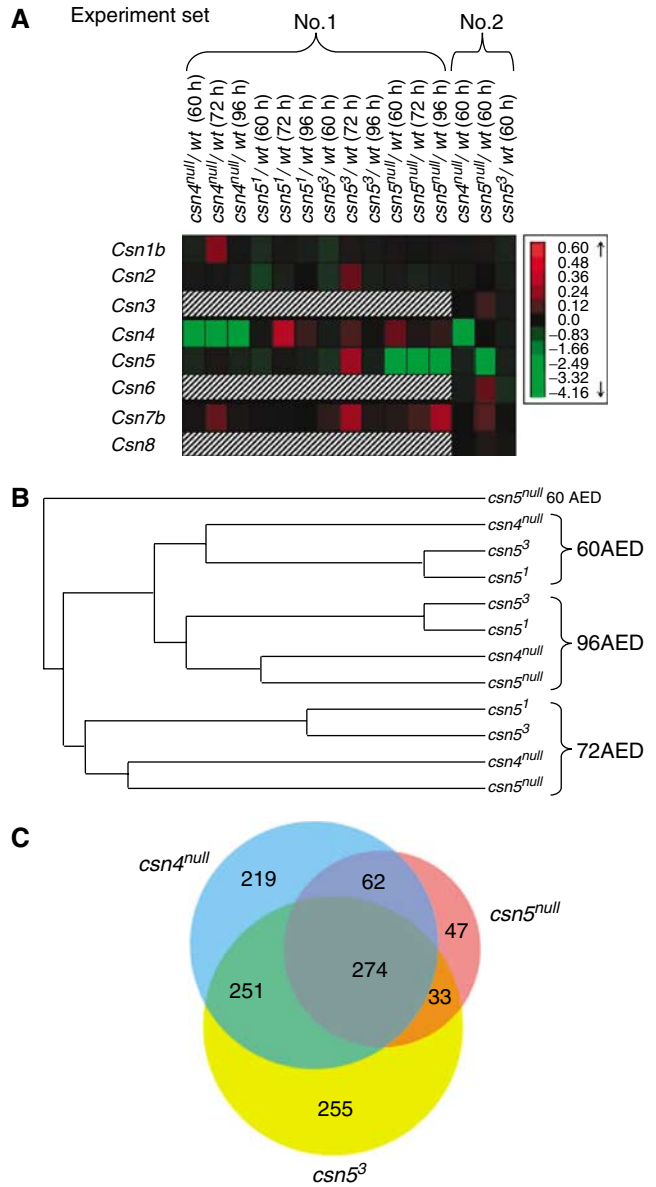 A Experiment set
No.1 No.2
csn4null/ wt (60 h)
csn4null/ wt (72 h)
csn4null/ wt (96 h)
csn51/ wt (60 h)
csn51/ wt (72 h)
csn51/ wt (96 h)
csn53/ wt (60 h)
csn53/ wt (72 h)
csn53/ wt (96 h)
csn5null/ wt (60 h)
csn5null/ wt (72 h)
csn5null/ wt (96 h)
csn4null/ wt (60 h)
csn5null/ wt (60 h)
csn53/ wt (60 h)
Csn1b
Csn2
Csn3
Csn4
Csn5
Csn6
Csn7b
Csn8
0.60
0.48
0.36
0.24
0.12
0.0
−0.83
−1.66
−2.49
−3.32
−4.16
B
csn5null 60 AED
csn4null
csn53
csn51
60AED
csn53
csn51
csn4null
csn5null
96AED
csn51
csn53
csn4null
csn5null
72AED
C
csn4null
csn5null
219
62
47
251
274
33
255
csn53